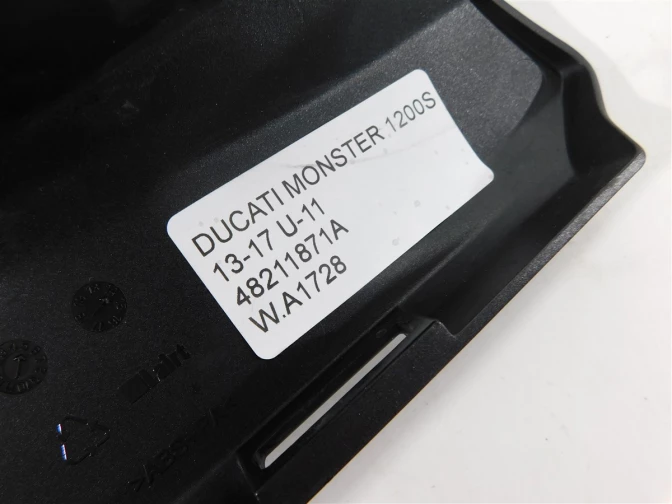 DUCATI MONSTER 1200S
13-17 U-11
48211871A
W.A1728